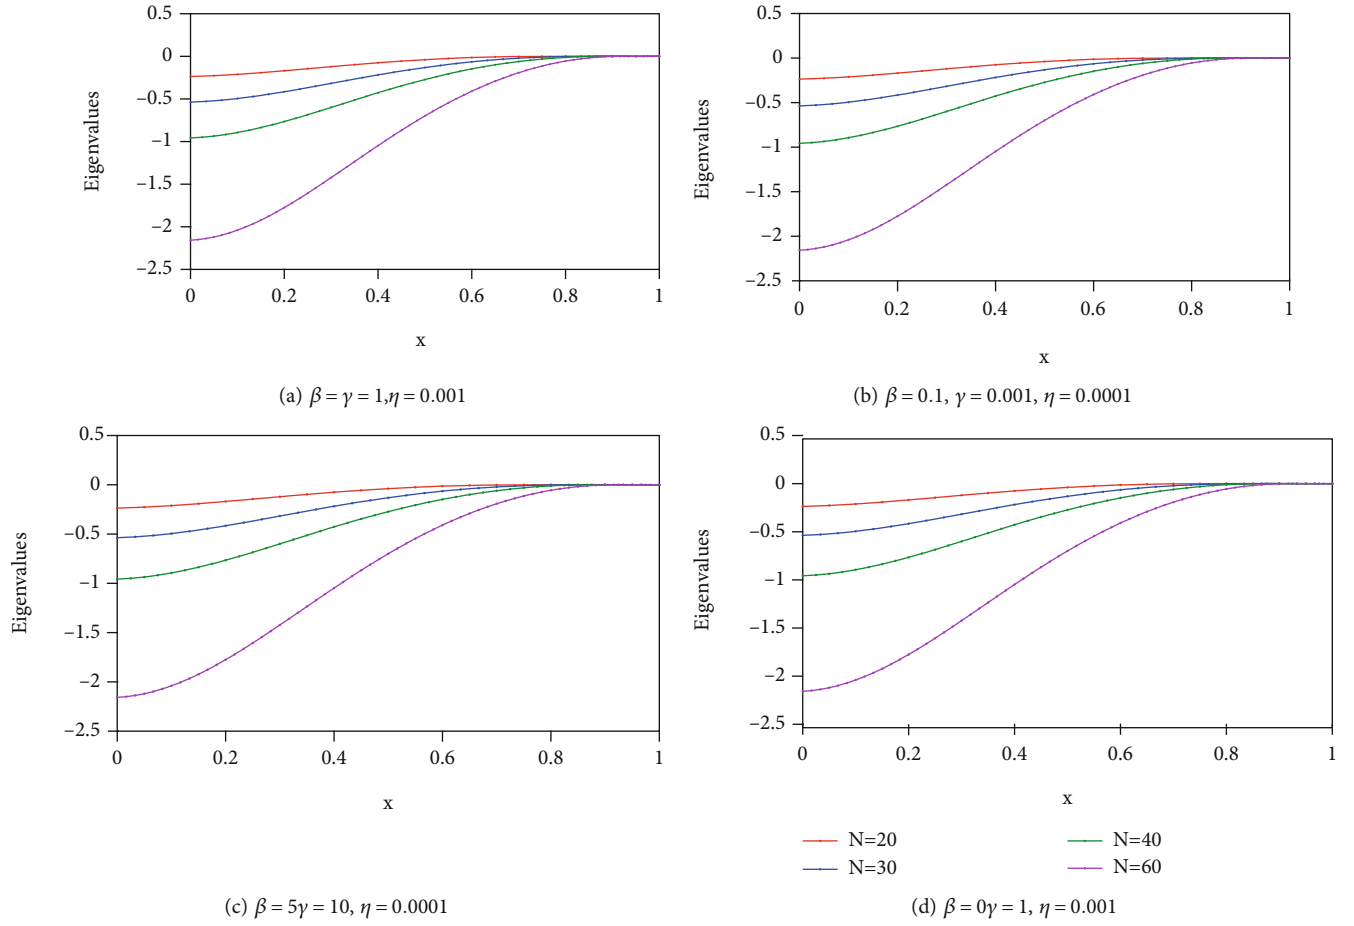 0.5
0
−0.5
−1
−1.5
−2
−2.5
Eigenvalues
0 0.2 0.4 0.6 0.8 1
x
(a) β = γ = 1,η = 0.001
0.5
0
−0.5
−1
−1.5
−2
−2.5
Eigenvalues
0 0.2 0.4 0.6 0.8 1
x
(b) β = 0.1, γ = 0.001, η = 0.0001
0.5
0
−0.5
−1
−1.5
−2
−2.5
Eigenvalues
0 0.2 0.4 0.6 0.8 1
x
(c) β = 5γ = 10, η = 0.0001
0.5
0
−0.5
−1
−1.5
−2
−2.5
Eigenvalues
0 0.2 0.4 0.6 0.8 1
x
N=20 N=40
N=30 N=60
(d) β = 0γ = 1, η = 0.001